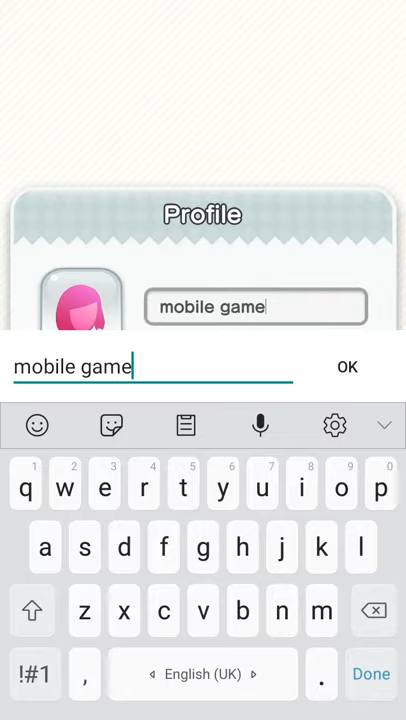 Profile
mobile game
mobile game
OK
1 2 3 4 5 6 7 8 9 0
q w e r t y u i o p
a s d f g h j k l
z x c v b n m
!#1 , English (UK) . Done